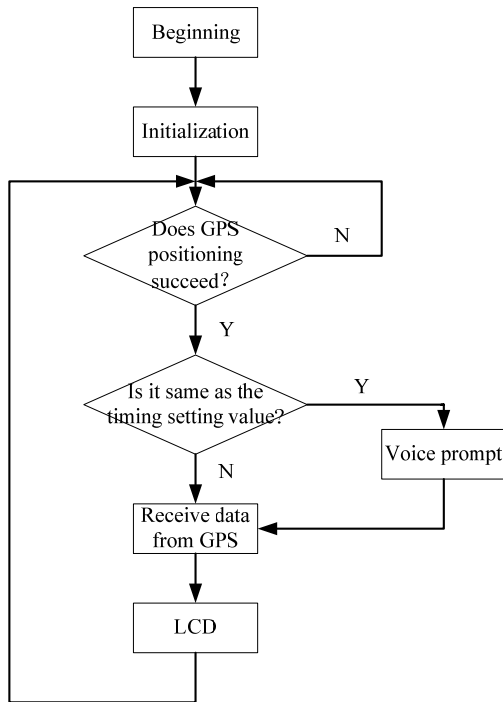 Beginning
Initialization
Does GPS
positioning
succeed?
N
Y
Is it same as the
timing setting value?
Y
Voice prompt
N
Receive data
from GPS
LCD